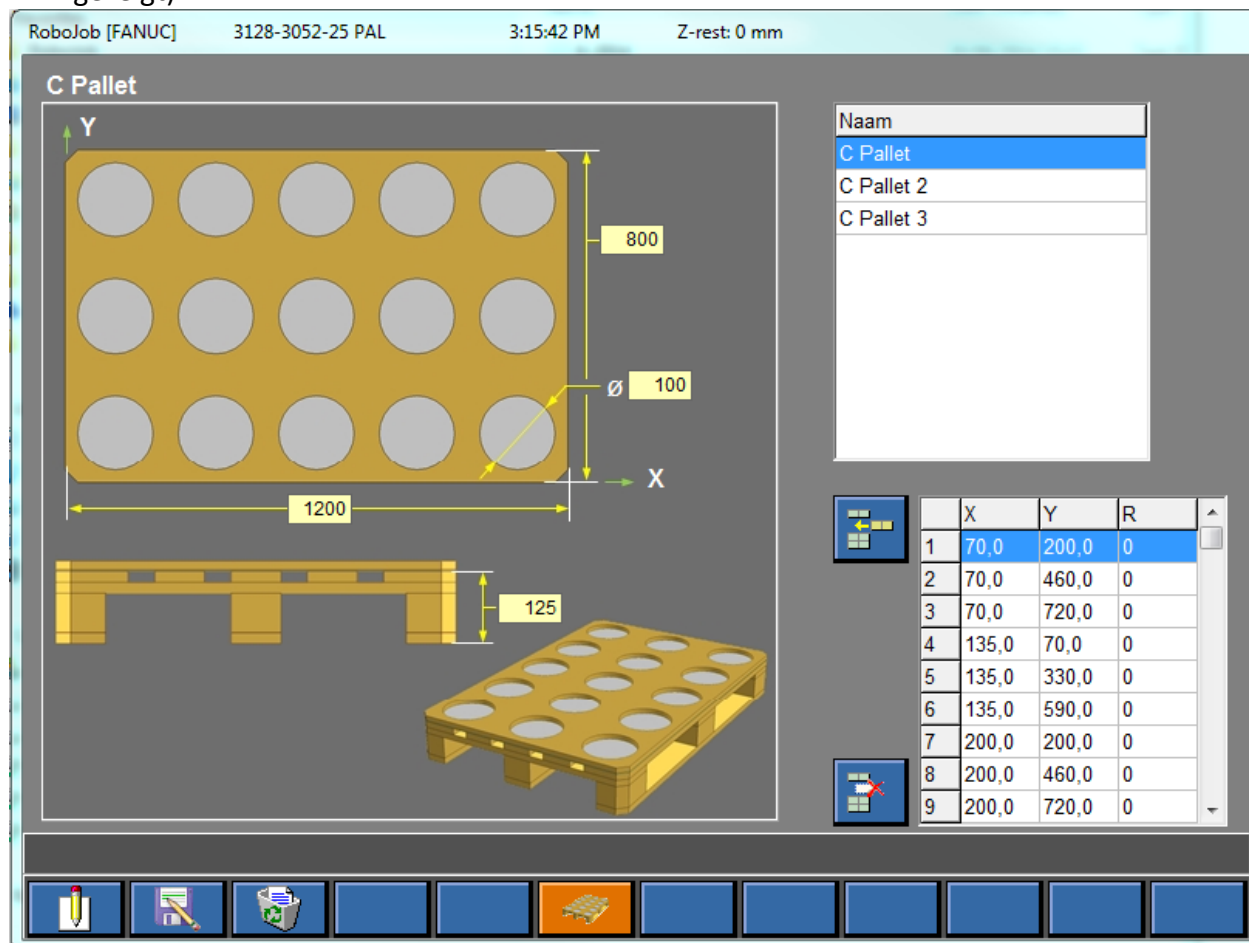 RoboJob [FANUC] 3128-3052-25 PAL 3:15:42 PM Z-rest: 0 mm
C Pallet
Y
800
Ø 100
X
1200
125
Naam
C Pallet
C Pallet 2
C Pallet 3
X Y R
1 70,0 200,0 0
2 70,0 460,0 0
3 70,0 720,0 0
4 135,0 70,0 0
5 135,0 330,0 0
6 135,0 590,0 0
7 200,0 200,0 0
8 200,0 460,0 0
9 200,0 720,0 0